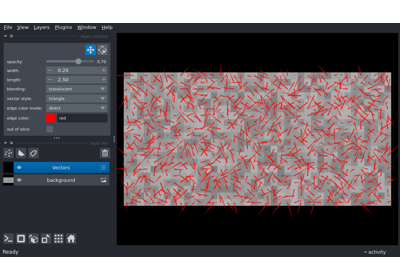 File View Layers Plugins Window Help
opacity: 0.70
width: 0.20
length: 2.50
blending: translucent
vector style: triangle
edge color mode: direct
edge color: red
out of slice:
Vectors
background
Ready activity